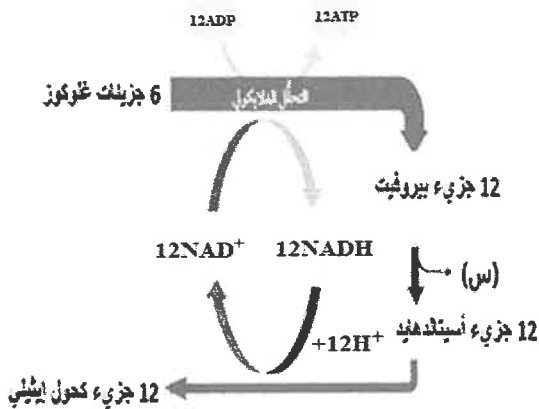 12ADP
12ATP
6 جزيئات غلوكوز
التحلل الغلايكولي
12 جزيء بيروفيت
12NAD⁺
12NADH
(س)
+12H⁺
12 جزيء أسيتالدهايد
12 جزيء كحول إيثيلي